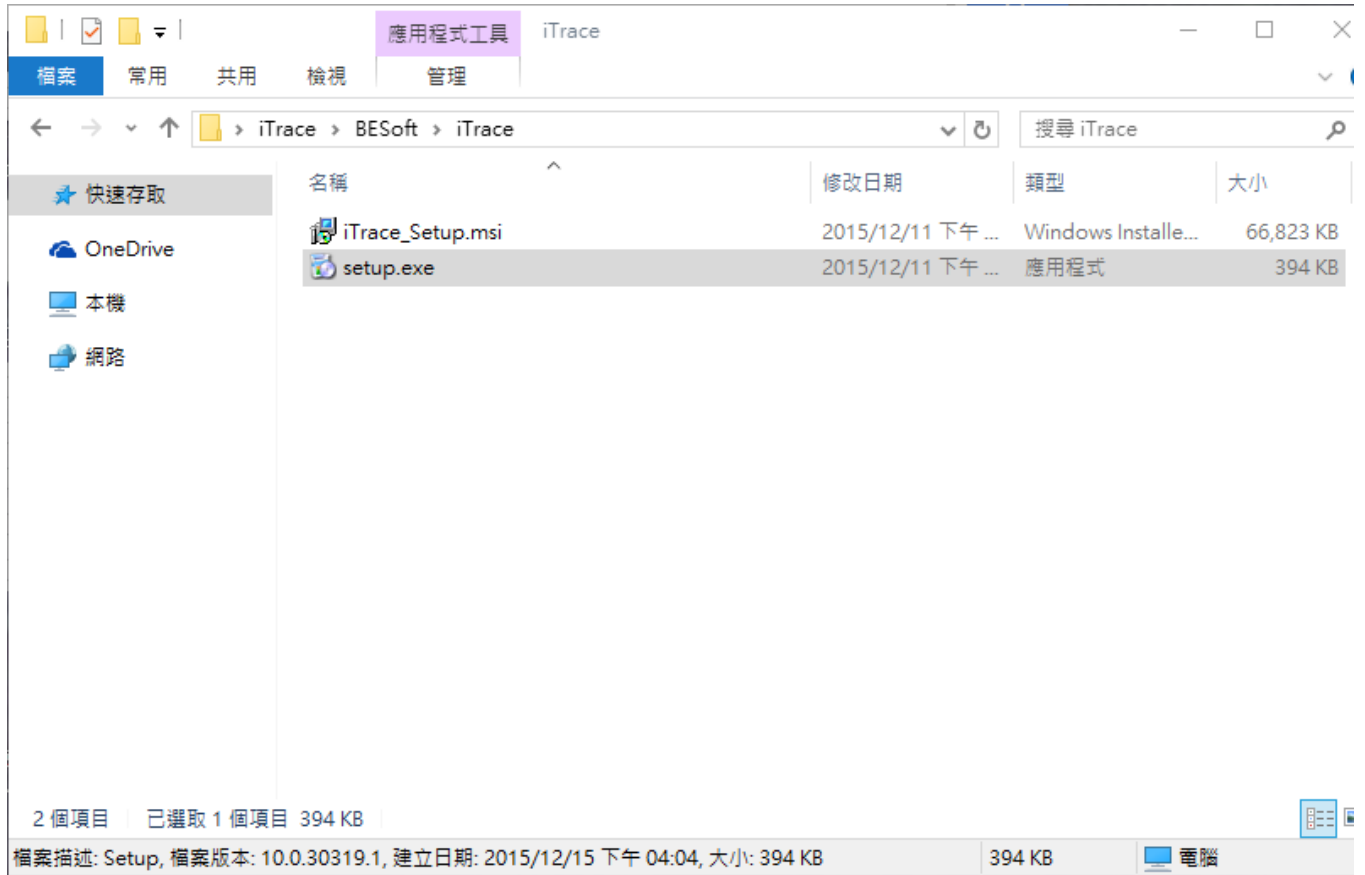 應用程式工具 iTrace
檔案 常用 共用 檢視 管理
iTrace BESoft iTrace 搜尋 iTrace
名稱 修改日期 類型 大小
快速存取
OneDrive
本機
網路
iTrace_Setup.msi 2015/12/11 下午 ... Windows Installe... 66,823 KB
setup.exe 2015/12/11 下午 ... 應用程式 394 KB
2 個項目 已選取 1 個項目 394 KB
檔案描述: Setup, 檔案版本: 10.0.30319.1, 建立日期: 2015/12/15 下午 04:04, 大小: 394 KB 394 KB 電腦